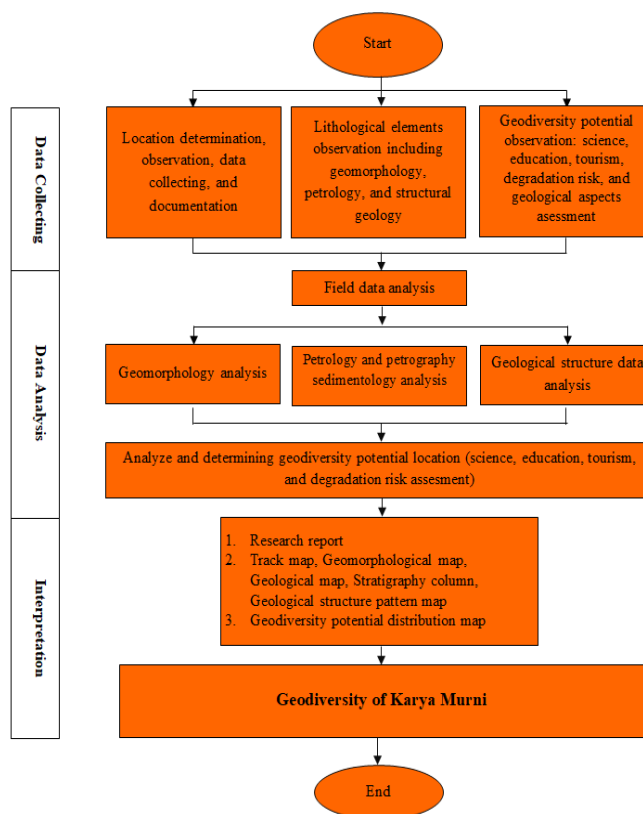 Start
Data Collecting
Location determination,
observation, data
collecting, and
documentation
Lithological elements
observation including
geomorphology,
petrology, and structural
geology
Geodiversity potential
observation: science,
education, tourism,
degradation risk, and
geological aspects
asessment
Data Analysis
Field data analysis
Geomorphology analysis
Petrology and petrography
sedimentology analysis
Geological structure data
analysis
Analyze and determining geodiversity potential location (science, education, tourism,
and degradation risk assesment)
Interpretation
1. Research report
2. Track map, Geomorphological map,
Geological map, Stratigraphy column,
Geological structure pattern map
3. Geodiversity potential distribution map
Geodiversity of Karya Murni
End